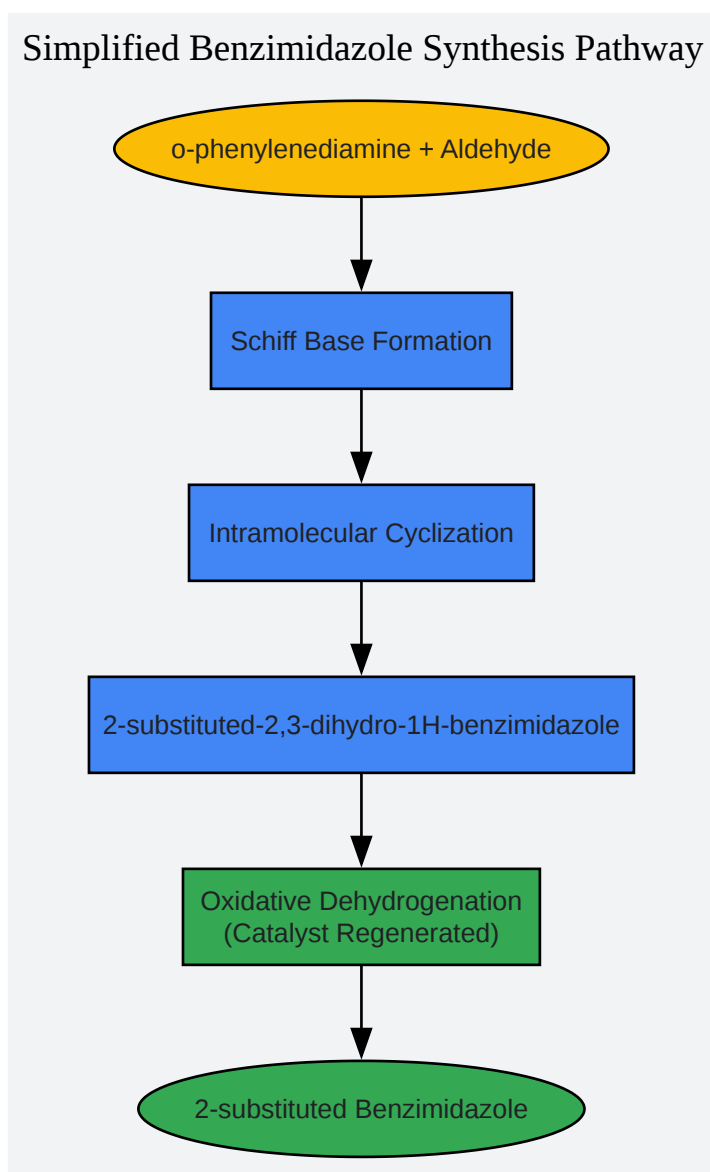 Simplified Benzimidazole Synthesis Pathway
o-phenylenediamine + Aldehyde
Schiff Base Formation
Intramolecular Cyclization
2-substituted-2,3-dihydro-1H-benzimidazole
Oxidative Dehydrogenation
(Catalyst Regenerated)
2-substituted Benzimidazole